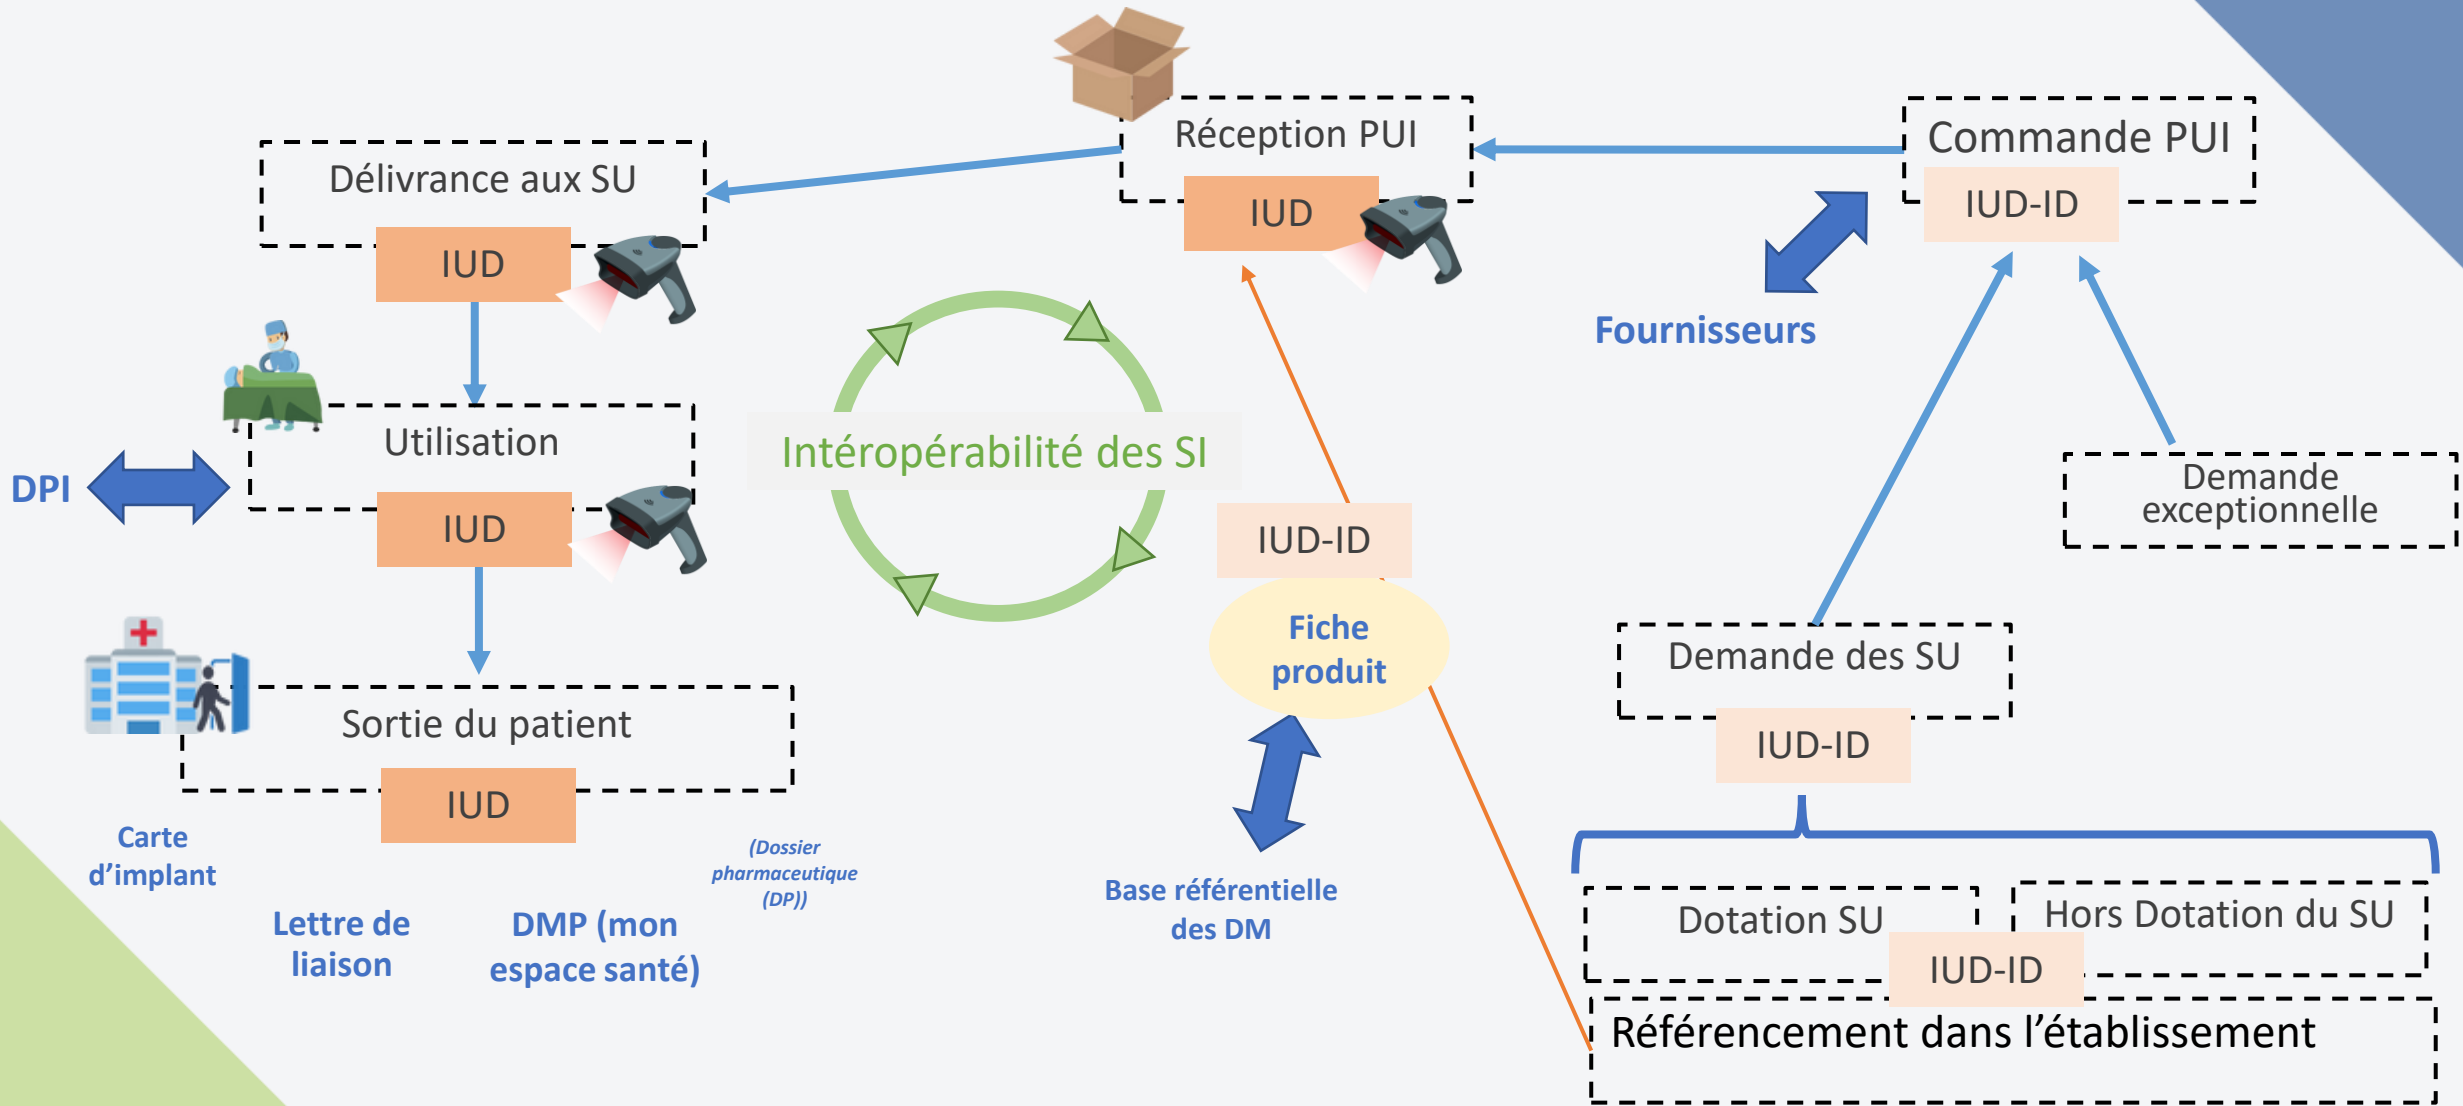 Réception PUI
IUD
Commande PUI
IUD-ID
Délivrance aux SU
IUD
Fournisseurs
Utilisation
IUD
DPI
Intéropérabilité des SI
Demande
exceptionnelle
IUD-ID
Fiche
produit
Demande des SU
IUD-ID
Sortie du patient
IUD
Carte
d’implant
Lettre de
liaison
DMP (mon
espace santé)
(Dossier
pharmaceutique
(DP))
Base référentielle
des DM
Dotation SU
Hors Dotation du SU
IUD-ID
Référencement dans l’établissement